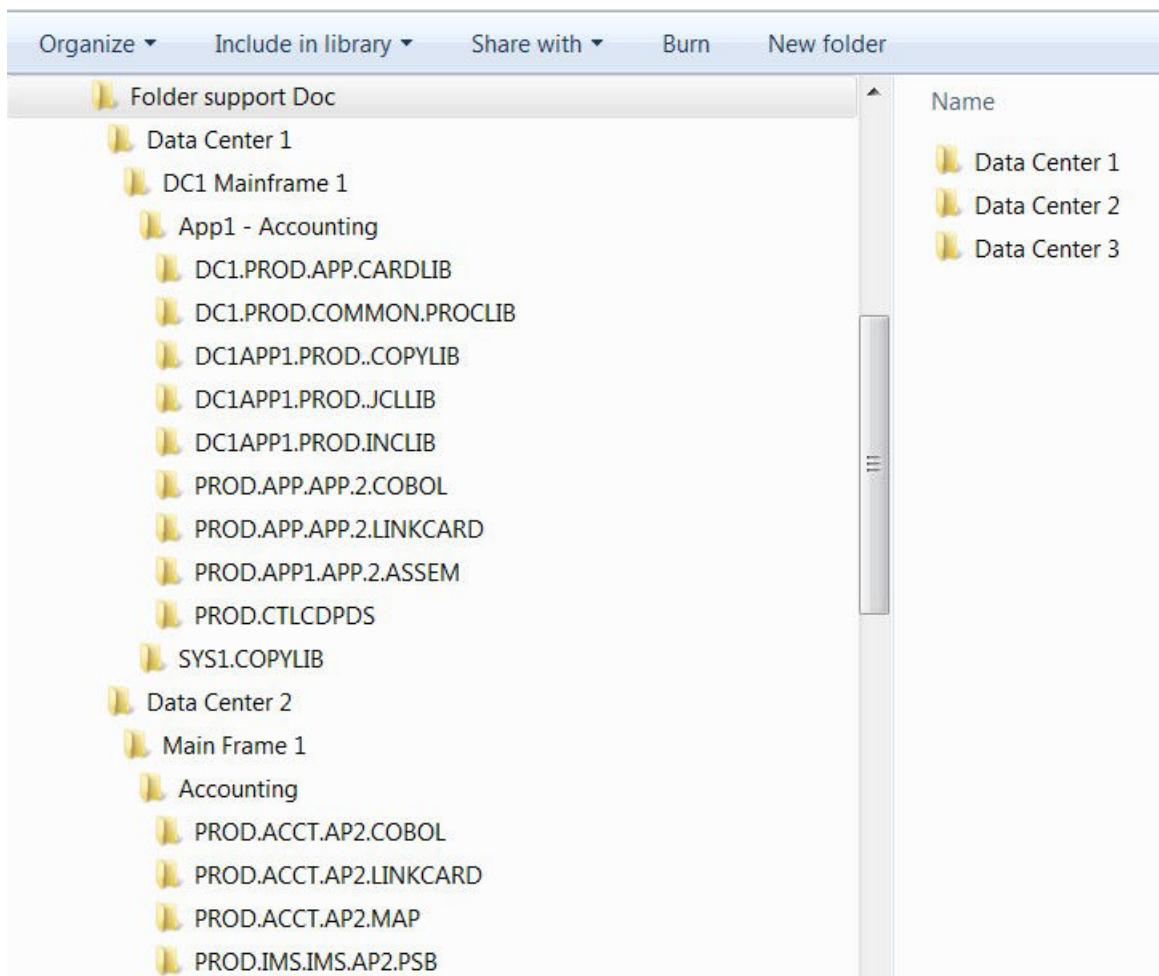 Organize Include in library Share with Burn New folder
Folder support Doc
Data Center 1
DC1 Mainframe 1
App1 - Accounting
DC1.PROD.APP.CARDLIB
DC1.PROD.COMMON.PROCLIB
DC1APP1.PROD..COPYLIB
DC1APP1.PROD..JCLLIB
DC1APP1.PROD.INCLIB
PROD.APP.APP.2.COBOL
PROD.APP.APP.2.LINKCARD
PROD.APP1.APP.2.ASSEM
PROD.CTLCDPDS
SYS1.COPYLIB
Data Center 2
Main Frame 1
Accounting
PROD.ACCT.AP2.COBOL
PROD.ACCT.AP2.LINKCARD
PROD.ACCT.AP2.MAP
PROD.IMS.IMS.AP2.PSB
Name
Data Center 1
Data Center 2
Data Center 3